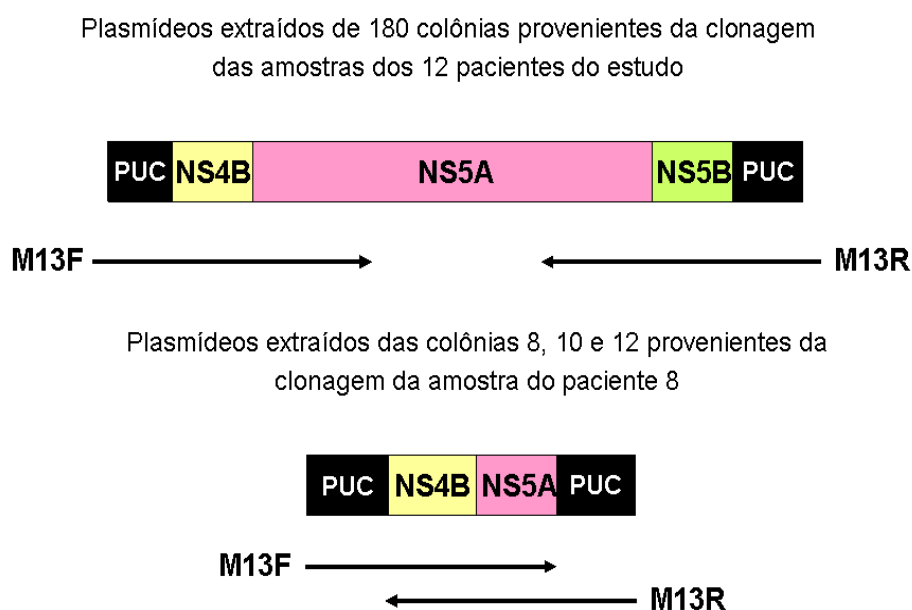 Plasmídeos extraídos de 180 colônias provenientes da clonagem
das amostras dos 12 pacientes do estudo
PUC NS4B NS5A NS5B PUC
M13F M13R
Plasmídeos extraídos das colônias 8, 10 e 12 provenientes da
clonagem da amostra do paciente 8
PUC NS4B NS5A PUC
M13F
M13R